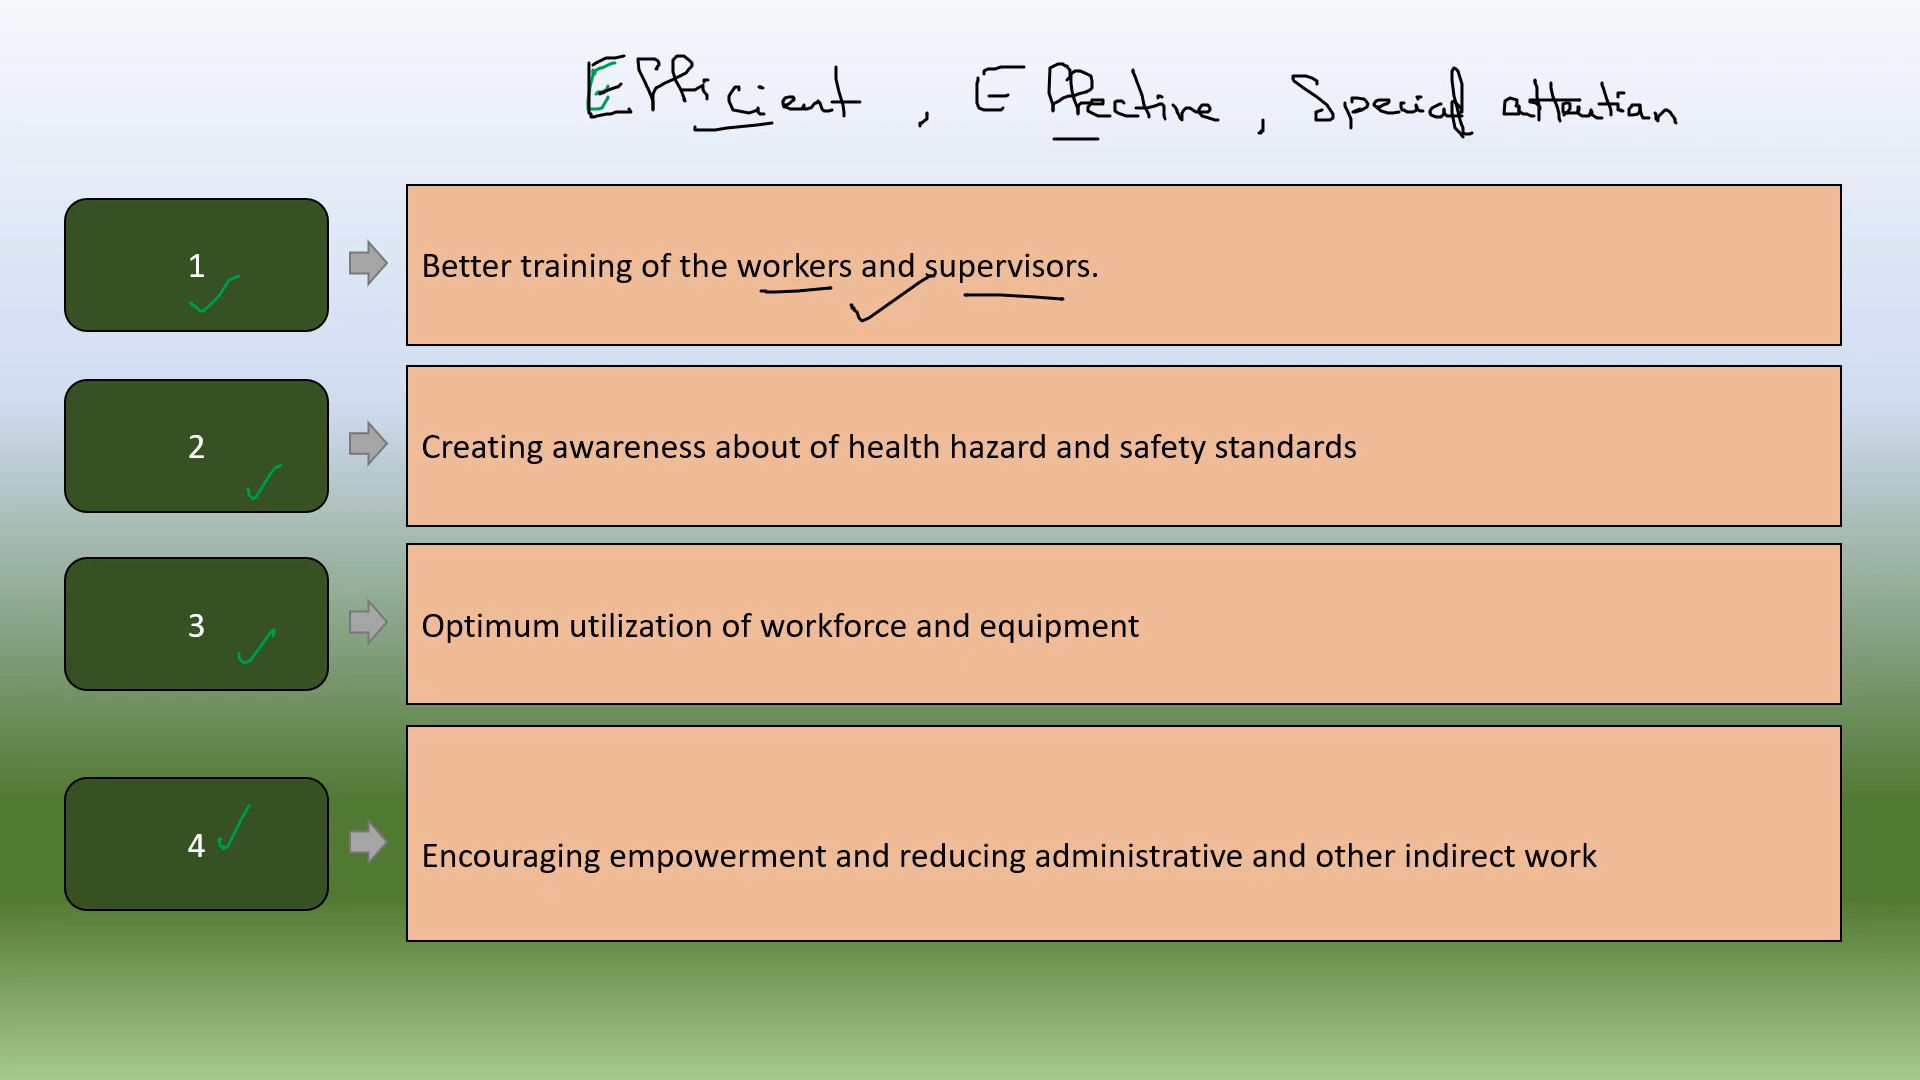 Efficient , Effective , Special attention
1
Better training of the workers and supervisors.
2
Creating awareness about of health hazard and safety standards
3
Optimum utilization of workforce and equipment
4
Encouraging empowerment and reducing administrative and other indirect work